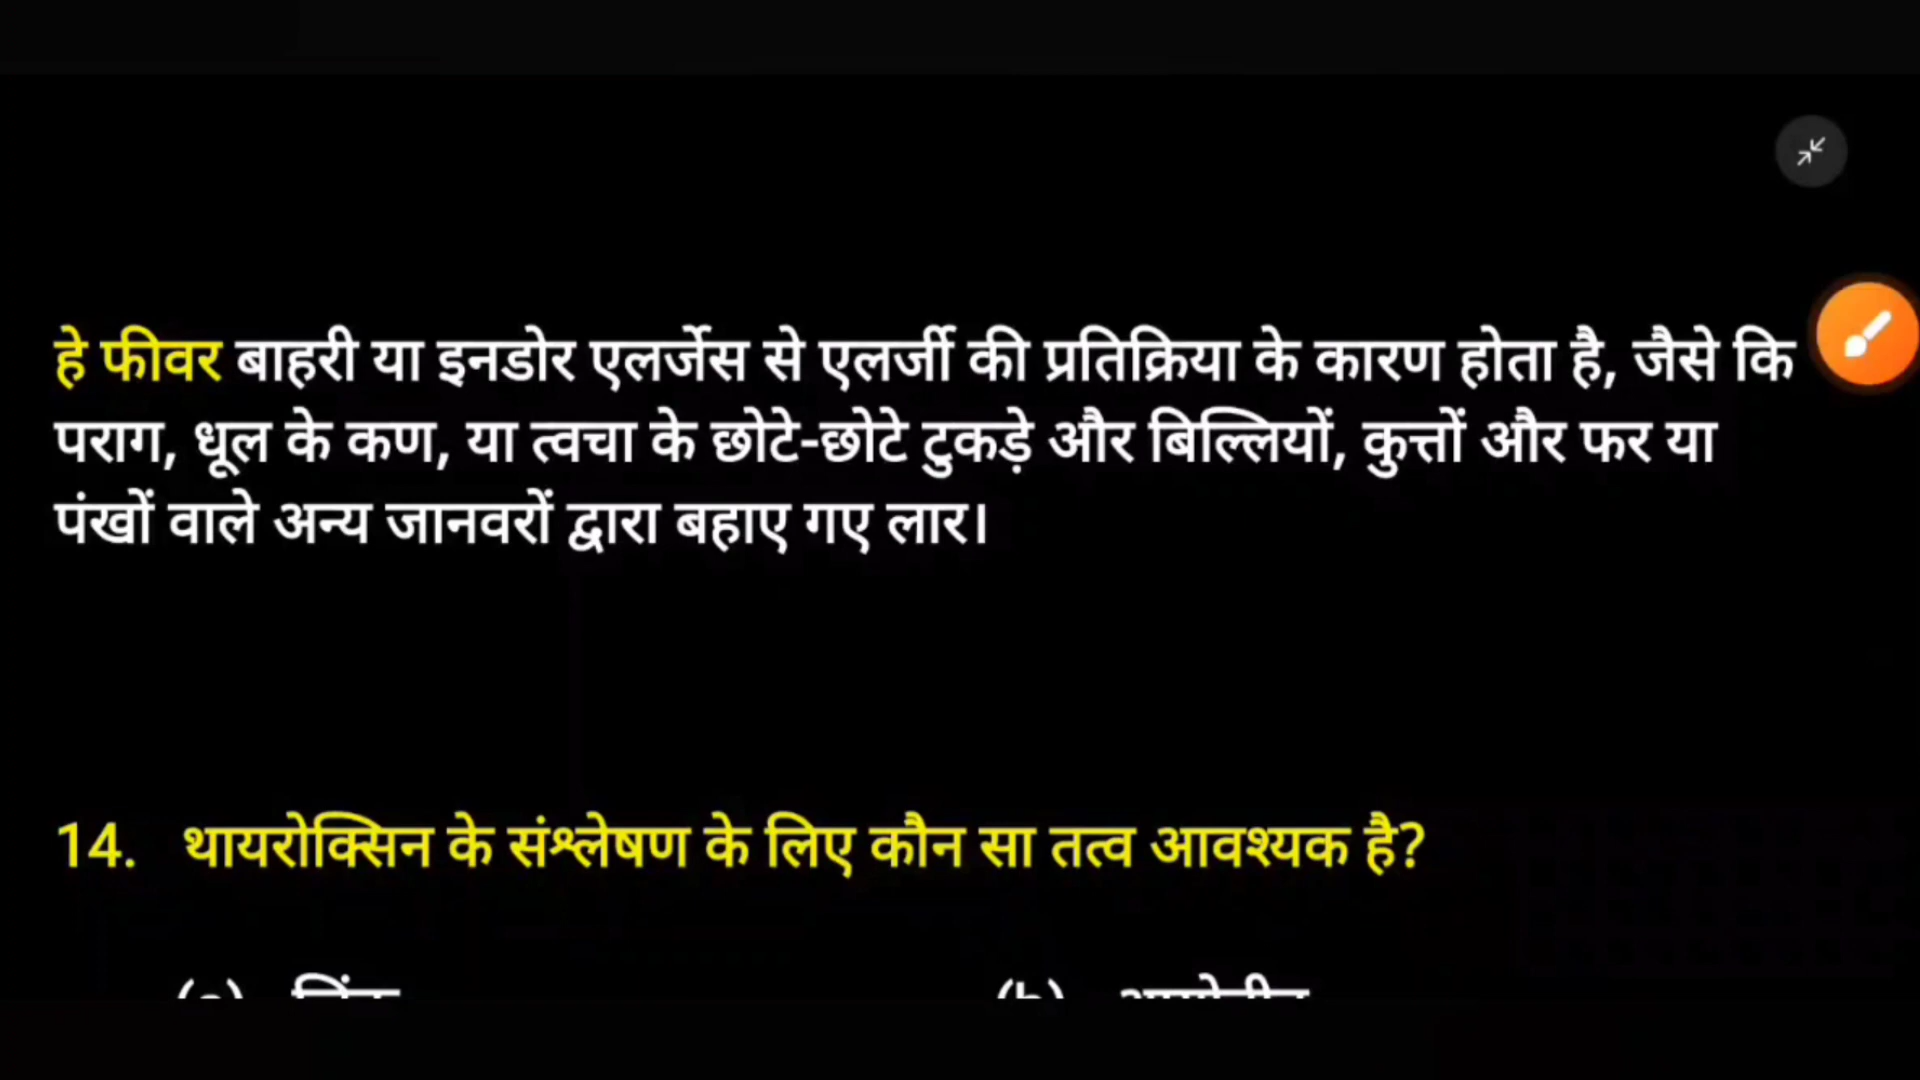 हे फीवर बाहरी या इनडोर एलर्जेस से एलर्जी की प्रतिक्रिया के कारण होता है, जैसे कि
पराग, धूल के कण, या त्वचा के छोटे-छोटे टुकड़े और बिल्लियों, कुत्तों और फर या
पंखों वाले अन्य जानवरों द्वारा बहाए गए लार।
14. थायरोक्सिन के संश्लेषण के लिए कौन सा तत्व आवश्यक है?